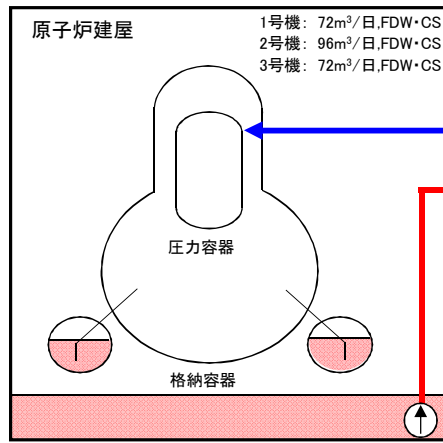 原子炉建屋
1号機： 72m³/日,FDW・CS
2号機： 96m³/日,FDW・CS
3号機： 72m³/日,FDW・CS
圧力容器
格納容器